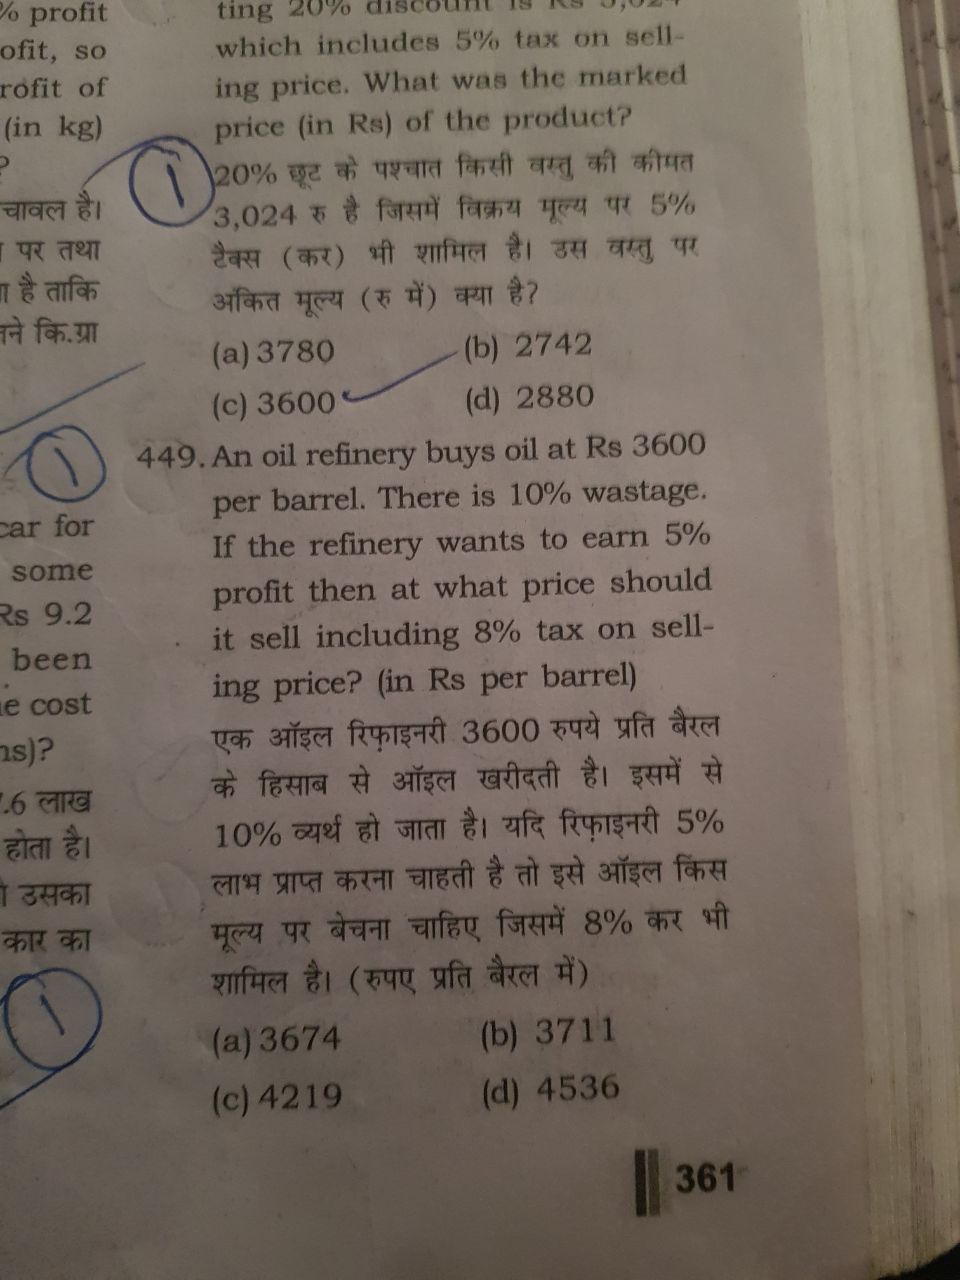 % profit
ofit, so
rofit of
(in kg)
?
चावल है।
पर तथा
है ताकि
कि.ग्रा
car for
some
Rs 9.2
been
cost
ns)?
.6 लाख
होता है।
उसका
कार का
ting 20% discount is Rs 3,024
which includes 5% tax on sell-
ing price. What was the marked
price (in Rs) of the product?
1
20% छूट के पश्चात किसी वस्तु की कीमत
3,024 रु है जिसमें विक्रय मूल्य पर 5%
टैक्स (कर) भी शामिल है। उस वस्तु पर
अंकित मूल्य (रु में) क्या है?
(a) 3780 (b) 2742
(c) 3600 (d) 2880
1
449. An oil refinery buys oil at Rs 3600
per barrel. There is 10% wastage.
If the refinery wants to earn 5%
profit then at what price should
it sell including 8% tax on sell-
ing price? (in Rs per barrel)
एक ऑइल रिफ़ाइनरी 3600 रुपये प्रति बैरल
के हिसाब से ऑइल खरीदती है। इसमें से
10% व्यर्थ हो जाता है। यदि रिफ़ाइनरी 5%
लाभ प्राप्त करना चाहती है तो इसे ऑइल किस
मूल्य पर बेचना चाहिए जिसमें 8% कर भी
शामिल है। (रुपए प्रति बैरल में)
1
(a) 3674 (b) 3711
(c) 4219 (d) 4536
361